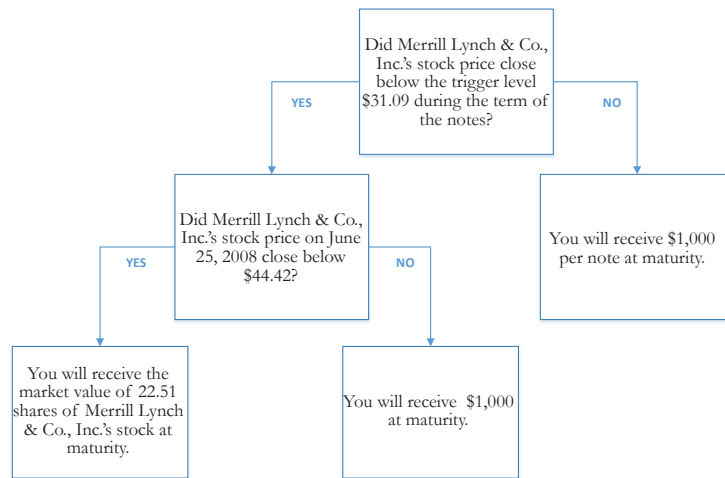 Did Merrill Lynch & Co.,
Inc.'s stock price close
below the trigger level
$31.09 during the term of
the notes?
YES
NO
Did Merrill Lynch & Co.,
Inc.'s stock price on June
25, 2008 close below
$44.42?
You will receive $1,000
per note at maturity.
YES
NO
You will receive the
market value of 22.51
shares of Merrill Lynch
& Co., Inc.'s stock at
maturity.
You will receive $1,000
at maturity.